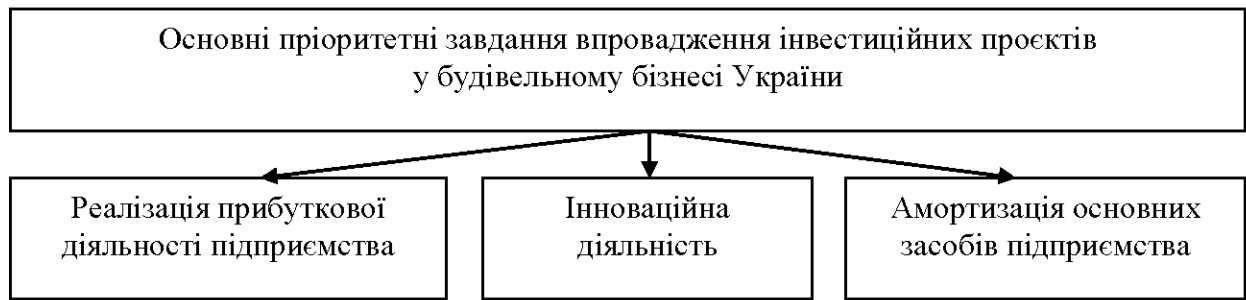 Основні пріоритетні завдання впровадження інвестиційних проєктів
у будівельному бізнесі України
Реалізація прибуткової
діяльності підприємства
Інноваційна
діяльність
Амортизація основних
засобів підприємства